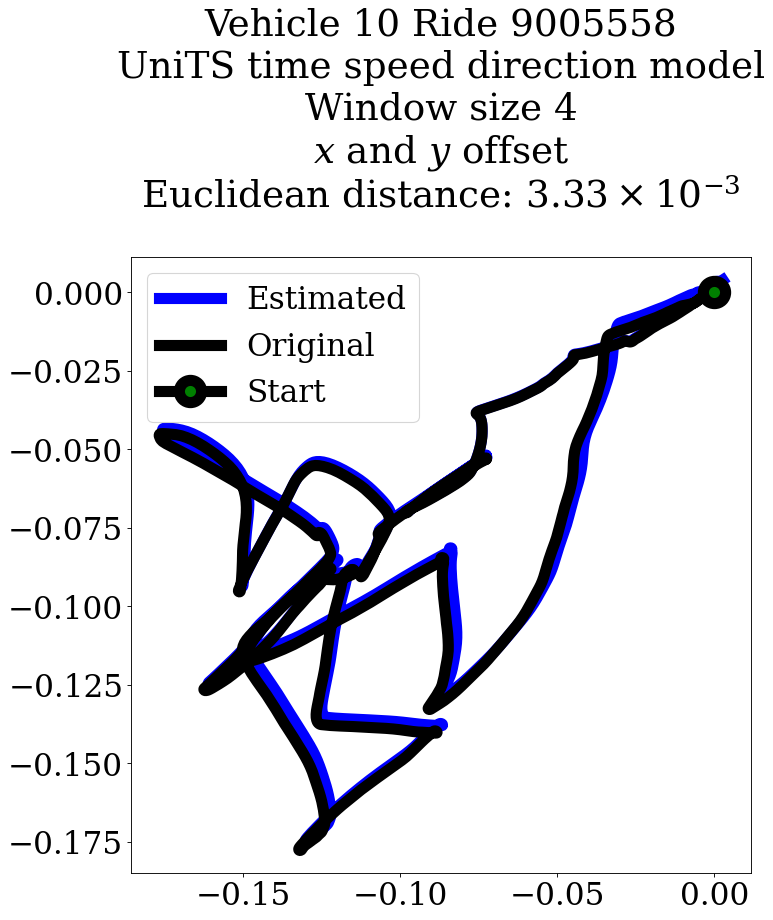 Vehicle 10 Ride 9005558
UniTS time speed direction model
Window size 4
x and y offset
Euclidean distance: 3.33 × 10⁻³
Estimated
Original
Start
0.000
−0.025
−0.050
−0.075
−0.100
−0.125
−0.150
−0.175
−0.15 −0.10 −0.05 0.00